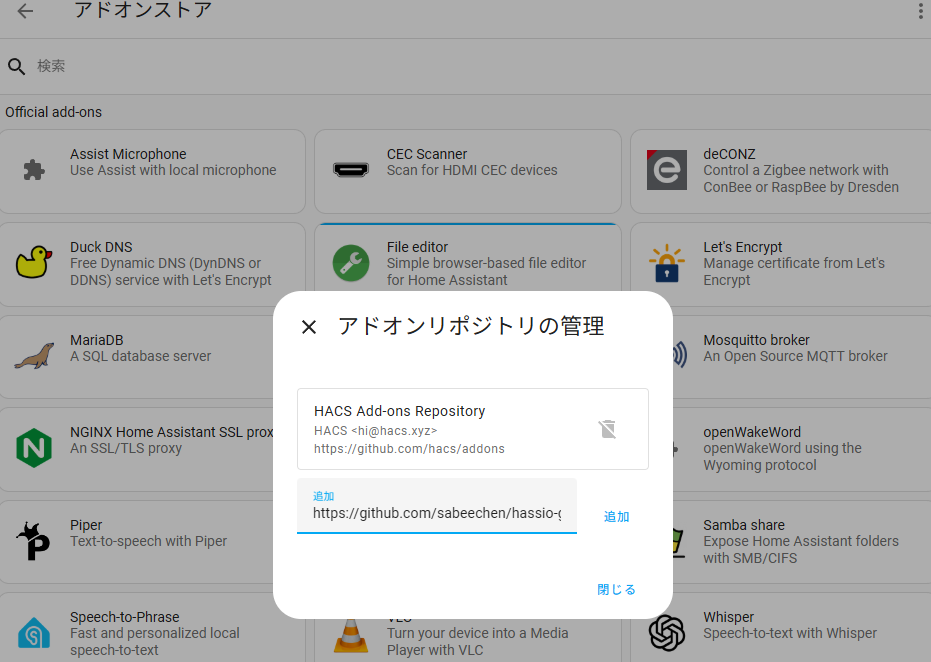 アドオンストア
検索
Official add-ons
Assist Microphone
Use Assist with local microphone
CEC Scanner
Scan for HDMI CEC devices
deCONZ
Control a Zigbee network with
ConBee or RaspBee by Dresden
Duck DNS
Free Dynamic DNS (DynDNS or
DDNS) service with Let's Encrypt
File editor
Simple browser-based file editor
for Home Assistant
Let's Encrypt
Manage certificate from Let's
Encrypt
MariaDB
A SQL database server
Mosquitto broker
An Open Source MQTT broker
NGINX Home Assistant SSL prox
An SSL/TLS proxy
openWakeWord
openWakeWord using the
Wyoming protocol
Piper
Text-to-speech with Piper
Samba share
Expose Home Assistant folders
with SMB/CIFS
Speech-to-Phrase
Fast and personalized local
speech-to-text
VLC
Turn your device into a Media
Player with VLC
Whisper
Speech-to-text with Whisper
アドオンリポジトリの管理
HACS Add-ons Repository
HACS <hi@hacs.xyz>
https://github.com/hacs/addons
追加
https://github.com/sabeechen/hassio-g
追加
閉じる